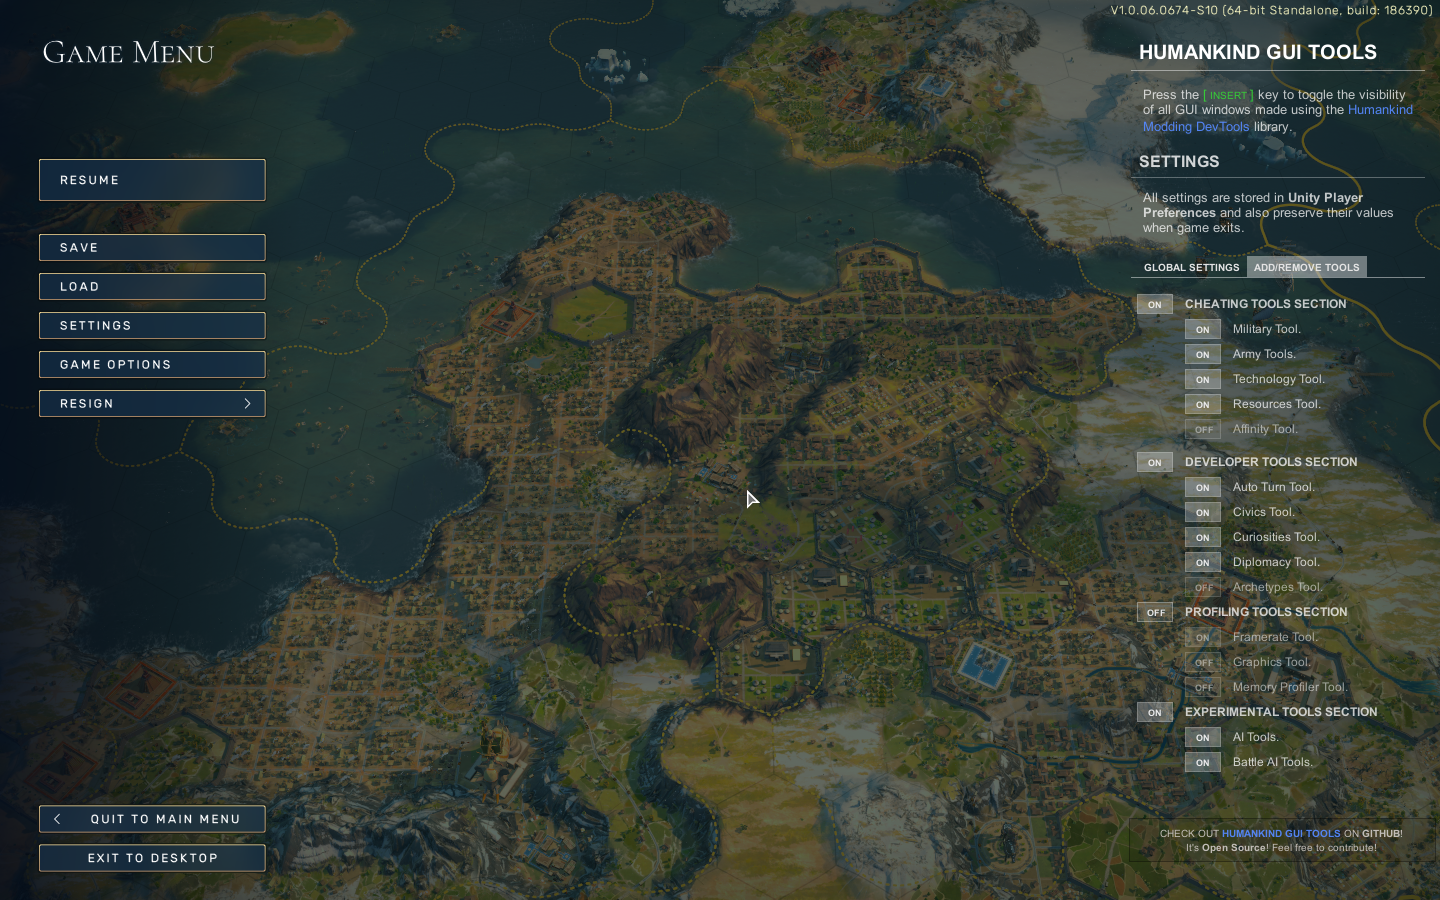 V1.0.06.0674-S10 (64-bit Standalone, build: 186390)
GAME MENU
RESUME
SAVE
LOAD
SETTINGS
GAME OPTIONS
RESIGN
QUIT TO MAIN MENU
EXIT TO DESKTOP
HUMANKIND GUI TOOLS
Press the [ INSERT ] key to toggle the visibility
of all GUI windows made using the Humankind
Modding DevTools library.
SETTINGS
All settings are stored in Unity Player
Preferences and also preserve their values
when game exits.
GLOBAL SETTINGS ADD/REMOVE TOOLS
ON CHEATING TOOLS SECTION
ON Military Tool.
ON Army Tools.
ON Technology Tool.
ON Resources Tool.
OFF Affinity Tool.
ON DEVELOPER TOOLS SECTION
ON Auto Turn Tool.
ON Civics Tool.
ON Curiosities Tool.
ON Diplomacy Tool.
OFF Archetypes Tool.
OFF PROFILING TOOLS SECTION
ON Framerate Tool.
OFF Graphics Tool.
OFF Memory Profiler Tool.
ON EXPERIMENTAL TOOLS SECTION
ON AI Tools.
ON Battle AI Tools.
CHECK OUT HUMANKIND GUI TOOLS ON GITHUB!
It's Open Source! Feel free to contribute!